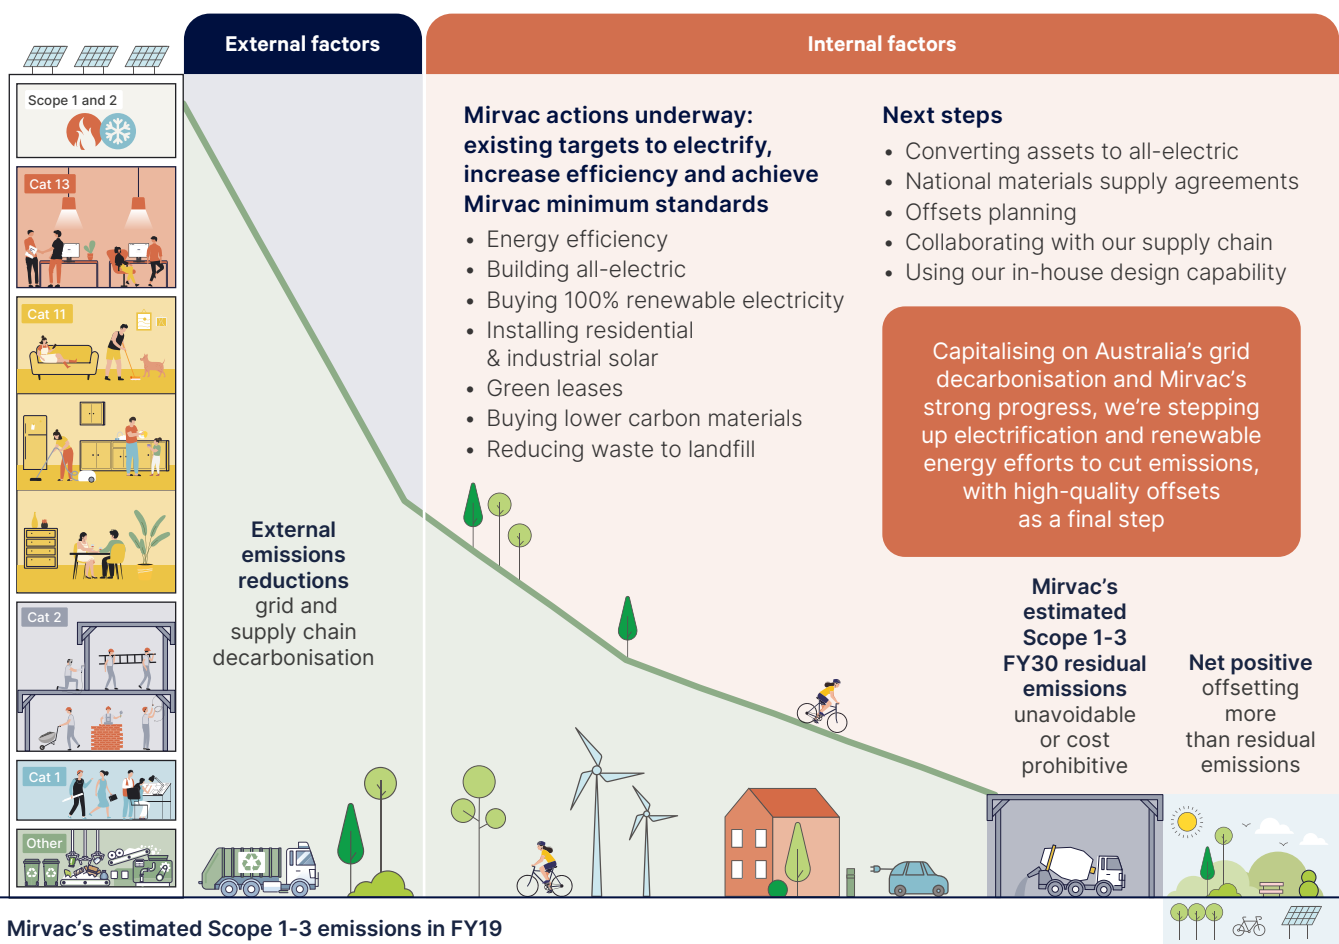 External factors
Internal factors
Scope 1 and 2
Cat 13
Cat 11
Cat 2
Cat 1
Other
External
emissions
reductions
grid and
supply chain
decarbonisation
Mirvac actions underway:
existing targets to electrify,
increase efficiency and achieve
Mirvac minimum standards
• Energy efficiency
• Building all-electric
• Buying 100% renewable electricity
• Installing residential
& industrial solar
• Green leases
• Buying lower carbon materials
• Reducing waste to landfill
Next steps
• Converting assets to all-electric
• National materials supply agreements
• Offsets planning
• Collaborating with our supply chain
• Using our in-house design capability
Capitalising on Australia’s grid
decarbonisation and Mirvac’s
strong progress, we’re stepping
up electrification and renewable
energy efforts to cut emissions,
with high-quality offsets
as a final step
Mirvac’s
estimated
Scope 1-3
FY30 residual
emissions
unavoidable
or cost
prohibitive
Net positive
offsetting
more
than residual
emissions
Mirvac’s estimated Scope 1-3 emissions in FY19